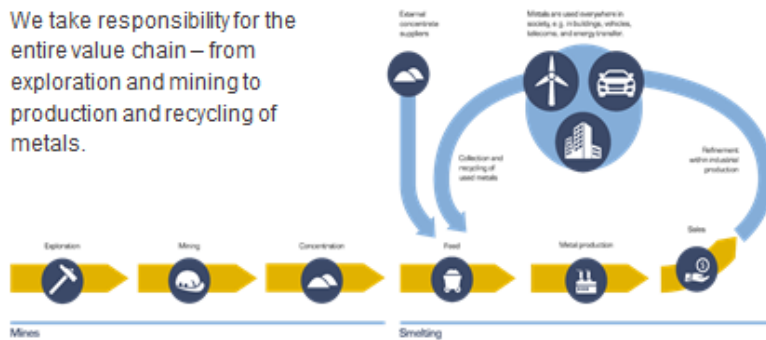 We take responsibility for the
entire value chain – from
exploration and mining to
production and recycling of
metals.
External
concentrate
suppliers
Metals are used everywhere in
society, e.g. in buildings, vehicles,
telecoms, and energy transfer.
Collection and
recycling of
used metals
Refinement
within industrial
production
Exploration
Mining
Concentration
Feed
Metal production
Sales
Mines
Smelting